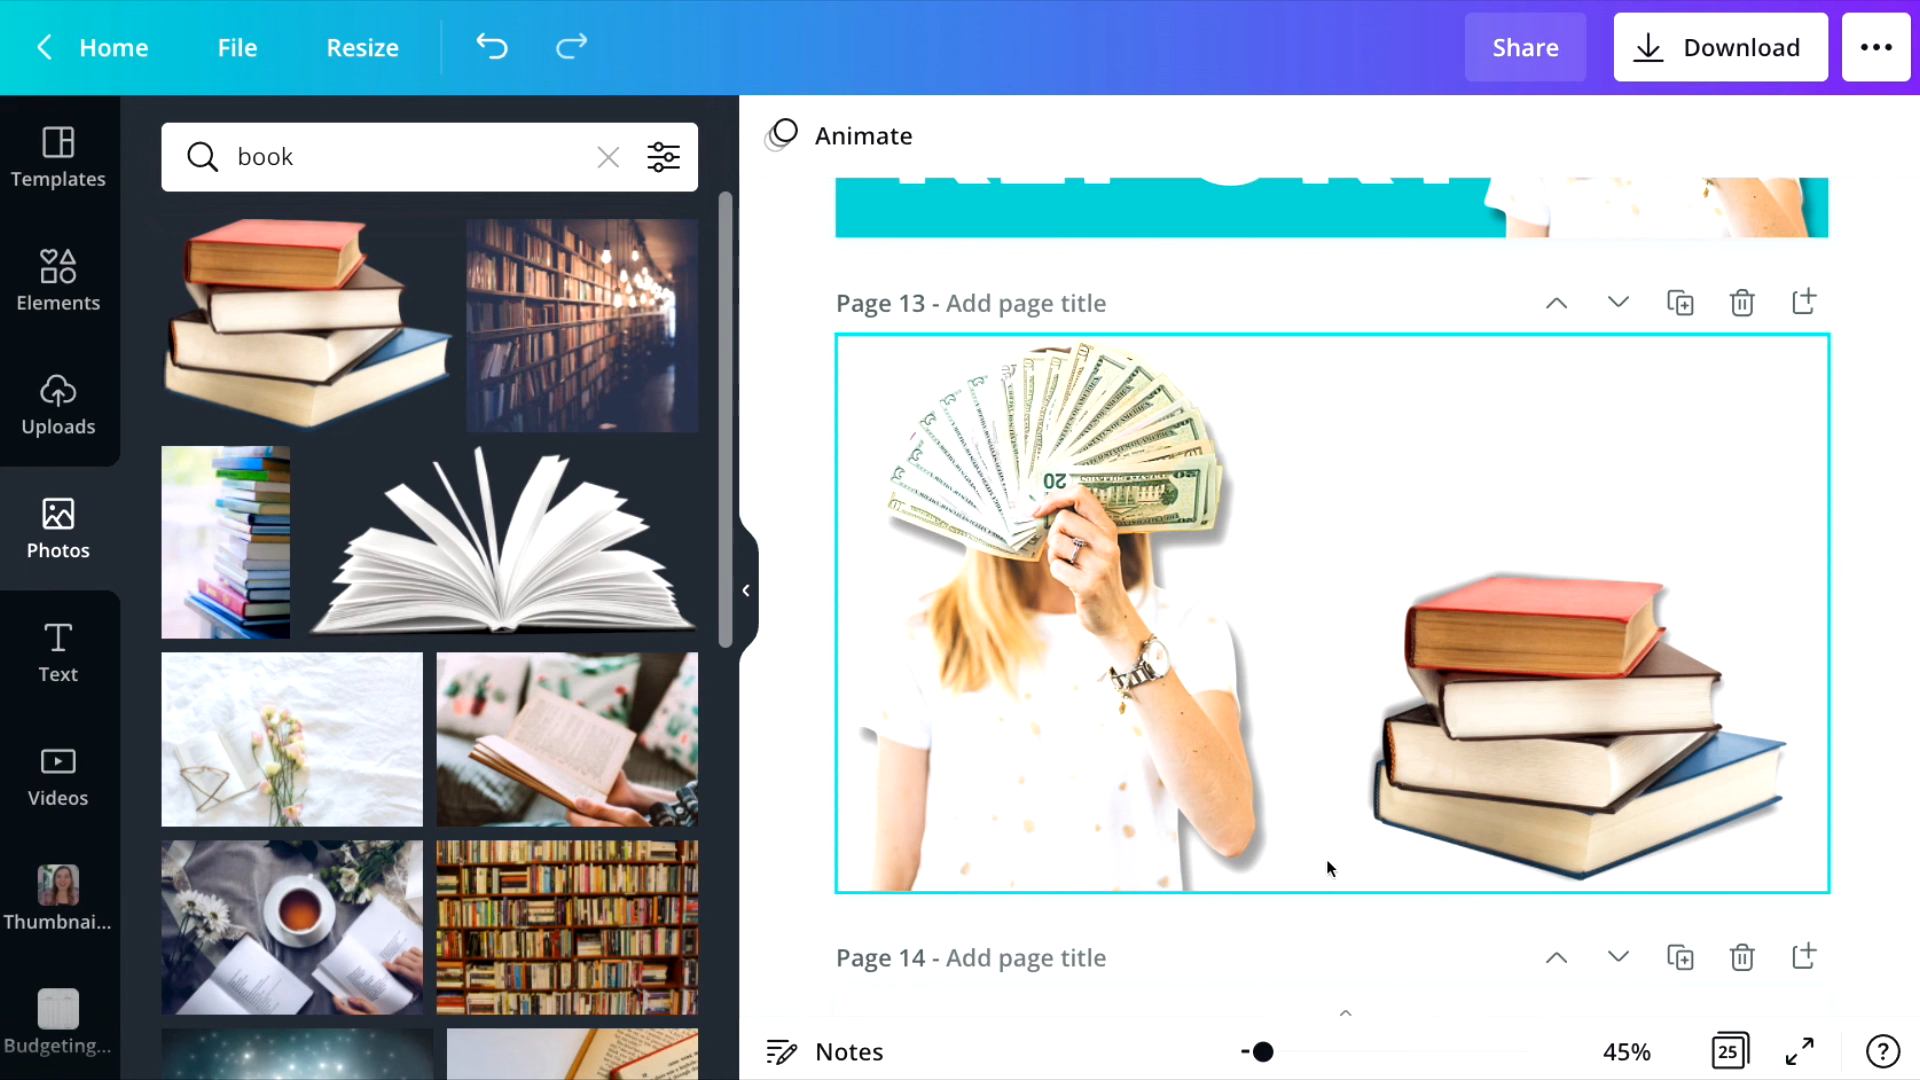 Home
File
Resize
Share
Download
Templates
Elements
Uploads
Photos
Text
Videos
Thumbnai...
Budgeting...
book
Animate
Page 13 - Add page title
20
Page 14 - Add page title
Notes
45%
25
?